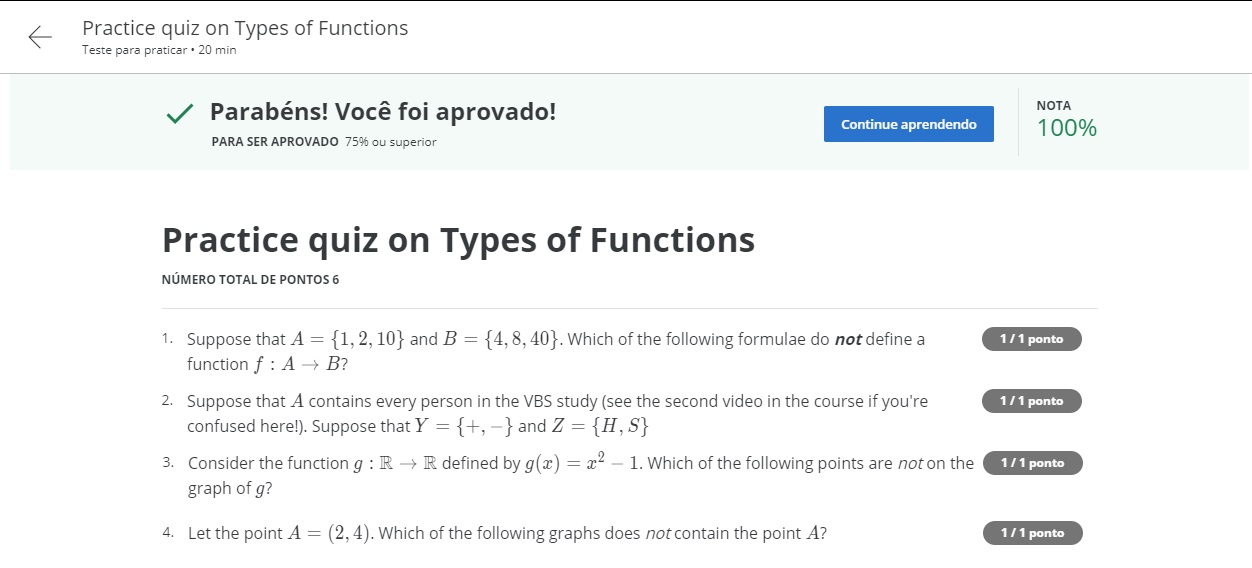 Practice quiz on Types of Functions
Teste para praticar • 20 min
Parabéns! Você foi aprovado!
PARA SER APROVADO 75% ou superior
Continue aprendendo
NOTA
100%
Practice quiz on Types of Functions
NÚMERO TOTAL DE PONTOS 6
1. Suppose that A = {1, 2, 10} and B = {4, 8, 40}. Which of the following formulae do not define a
function f : A → B?
1 / 1 ponto
2. Suppose that A contains every person in the VBS study (see the second video in the course if you're
confused here!). Suppose that Y = {+, −} and Z = {H, S}
1 / 1 ponto
3. Consider the function g : ℝ → ℝ defined by g(x) = x² − 1. Which of the following points are not on the
graph of g?
1 / 1 ponto
4. Let the point A = (2, 4). Which of the following graphs does not contain the point A?
1 / 1 ponto